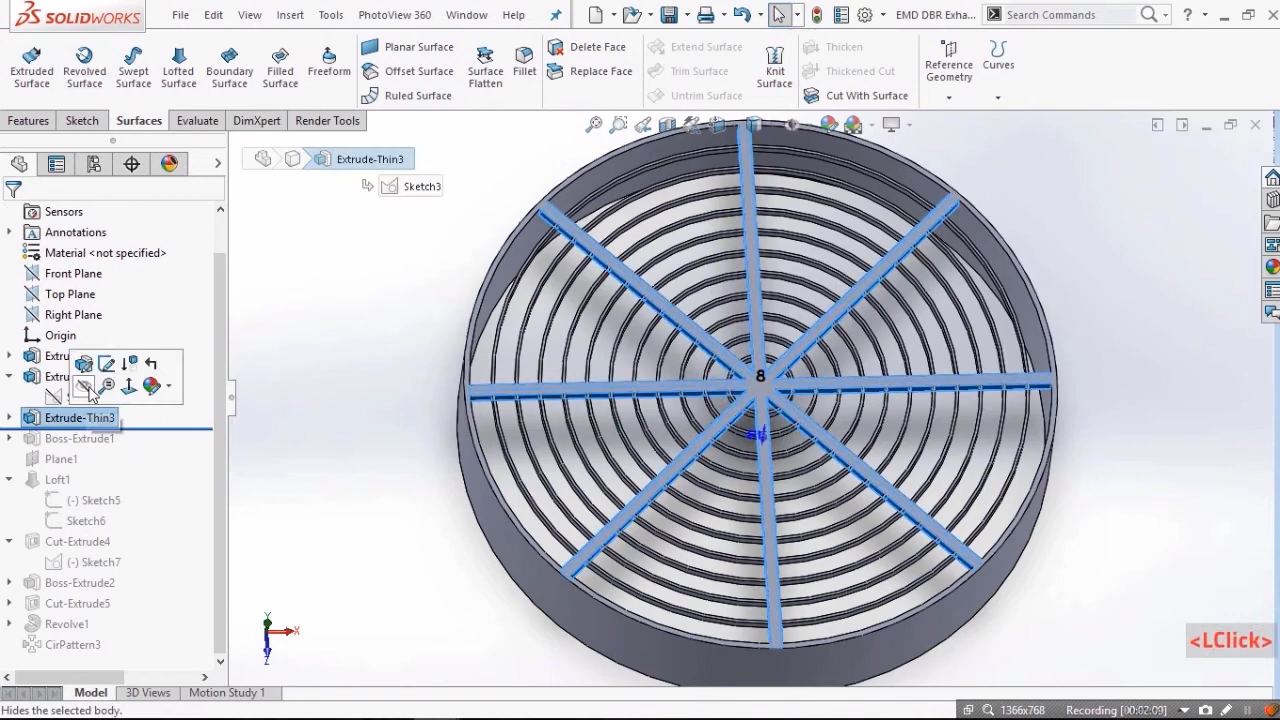 SOLIDWORKS File Edit View Insert Tools PhotoView 360 Window Help EMD DBR Exha... Search Commands ?
Extruded Surface
Revolved Surface
Swept Surface
Lofted Surface
Boundary Surface
Filled Surface
Freeform
Planar Surface
Offset Surface
Ruled Surface
Surface Flatten
Fillet
Delete Face
Replace Face
Extend Surface
Trim Surface
Untrim Surface
Knit Surface
Thicken
Thickened Cut
Cut With Surface
Reference Geometry
Curves
Features Sketch Surfaces Evaluate DimXpert Render Tools
Extrude-Thin3
Sketch3
Sensors
Annotations
Material <not specified>
Front Plane
Top Plane
Right Plane
Origin
Extru
Extru
Extrude-Thin3
Boss-Extrude1
Plane1
Loft1
(-) Sketch5
Sketch6
Cut-Extrude4
(-) Sketch7
Boss-Extrude2
Cut-Extrude5
Revolve1
CirPattern3
8
Y
X
Z
<LClick>
Model 3D Views Motion Study 1
Hides the selected body.
1366x768 Recording [00:02:09]